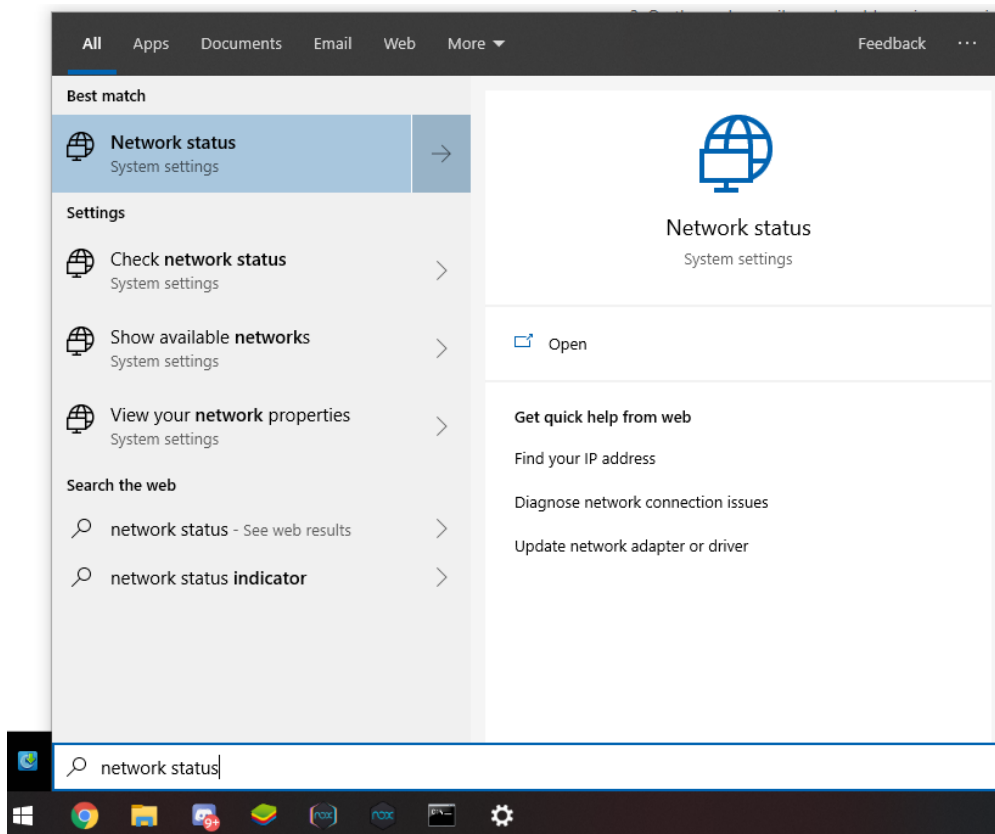 All Apps Documents Email Web More Feedback ...
Best match
Network status
System settings
Settings
Check network status
System settings
Show available networks
System settings
View your network properties
System settings
Search the web
network status - See web results
network status indicator
Network status
System settings
Open
Get quick help from web
Find your IP address
Diagnose network connection issues
Update network adapter or driver
network status
9+
nox
nox